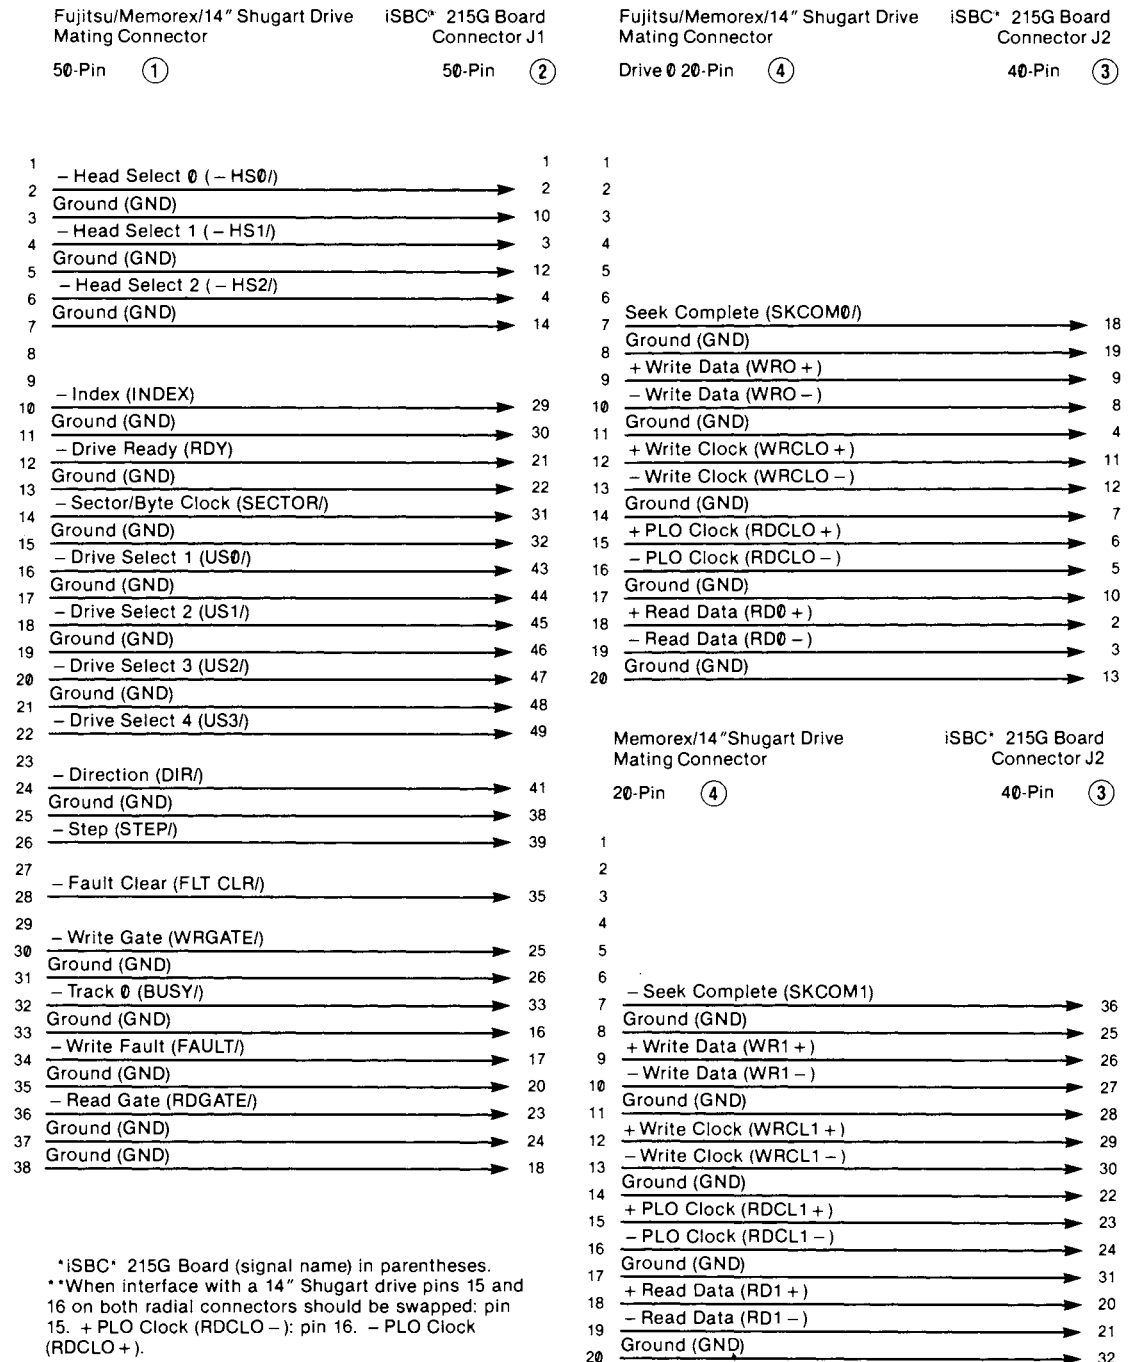 Fujitsu/Memorex/14" Shugart Drive iSBC* 215G Board
Mating Connector Connector J1
50-Pin 1 50-Pin 2
1 1
2 – Head Select 0 ( – HS0/) 2
3 Ground (GND) 10
4 – Head Select 1 ( – HS1/) 3
5 Ground (GND) 12
6 – Head Select 2 ( – HS2/) 4
7 Ground (GND) 14
8
9
10 – Index (INDEX) 29
11 Ground (GND) 30
12 – Drive Ready (RDY) 21
13 Ground (GND) 22
14 – Sector/Byte Clock (SECTOR/) 31
15 Ground (GND) 32
16 – Drive Select 1 (US0/) 43
17 Ground (GND) 44
18 – Drive Select 2 (US1/) 45
19 Ground (GND) 46
20 – Drive Select 3 (US2/) 47
21 Ground (GND) 48
22 – Drive Select 4 (US3/) 49
23
24 – Direction (DIR/) 41
25 Ground (GND) 38
26 – Step (STEP/) 39
27
28 – Fault Clear (FLT CLR/) 35
29
30 – Write Gate (WRGATE/) 25
31 Ground (GND) 26
32 – Track 0 (BUSY/) 33
33 Ground (GND) 16
34 – Write Fault (FAULT/) 17
35 Ground (GND) 20
36 – Read Gate (RDGATE/) 23
37 Ground (GND) 24
38 Ground (GND) 18
*iSBC* 215G Board (signal name) in parentheses.
**When interface with a 14" Shugart drive pins 15 and
16 on both radial connectors should be swapped: pin
15. + PLO Clock (RDCLO – ): pin 16. – PLO Clock
(RDCLO + ).
Fujitsu/Memorex/14" Shugart Drive iSBC* 215G Board
Mating Connector Connector J2
Drive 0 20-Pin 4 40-Pin 3
1
2
3
4
5
6
7 Seek Complete (SKCOM0/) 18
8 Ground (GND) 19
9 + Write Data (WRO + ) 9
10 – Write Data (WRO – ) 8
11 Ground (GND) 4
12 + Write Clock (WRCLO + ) 11
13 – Write Clock (WRCLO – ) 12
14 Ground (GND) 7
15 + PLO Clock (RDCLO + ) 6
16 – PLO Clock (RDCLO – ) 5
17 Ground (GND) 10
18 + Read Data (RD0 + ) 2
19 – Read Data (RD0 – ) 3
20 Ground (GND) 13
Memorex/14"Shugart Drive iSBC* 215G Board
Mating Connector Connector J2
20-Pin 4 40-Pin 3
1
2
3
4
5
6
7 – Seek Complete (SKCOM1) 36
8 Ground (GND) 25
9 + Write Data (WR1 + ) 26
10 – Write Data (WR1 – ) 27
11 Ground (GND) 28
12 + Write Clock (WRCL1 + ) 29
13 – Write Clock (WRCL1 – ) 30
14 Ground (GND) 22
15 + PLO Clock (RDCL1 + ) 23
16 – PLO Clock (RDCL1 – ) 24
17 Ground (GND) 31
18 + Read Data (RD1 + ) 20
19 – Read Data (RD1 – ) 21
20 Ground (GND) 32